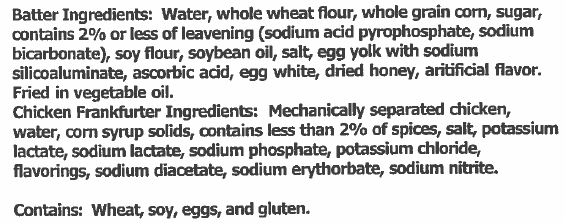 Batter Ingredients: Water, whole wheat flour, whole grain corn, sugar,
contains 2% or less of leavening (sodium acid pyrophosphate, sodium
bicarbonate), soy flour, soybean oil, salt, egg yolk with sodium
silicoaluminate, ascorbic acid, egg white, dried honey, aritificial flavor.
Fried in vegetable oil.
Chicken Frankfurter Ingredients: Mechanically separated chicken,
water, corn syrup solids, contains less than 2% of spices, salt, potassium
lactate, sodium lactate, sodium phosphate, potassium chloride,
flavorings, sodium diacetate, sodium erythorbate, sodium nitrite.
Contains: Wheat, soy, eggs, and gluten.